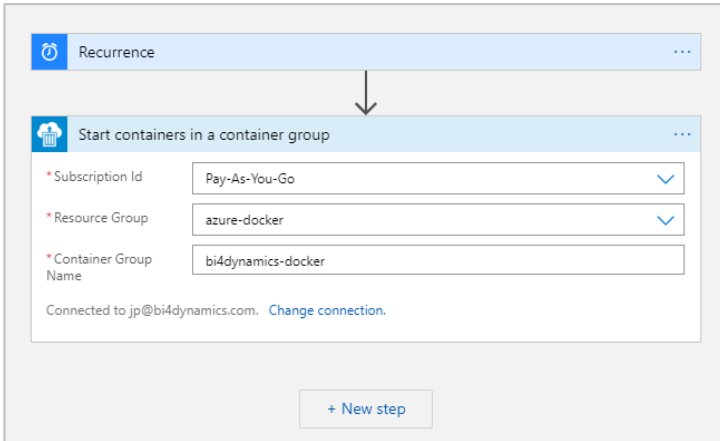 Recurrence
...
Start containers in a container group
...
* Subscription Id
Pay-As-You-Go
* Resource Group
azure-docker
* Container Group
Name
bi4dynamics-docker
Connected to jp@bi4dynamics.com. Change connection.
+ New step